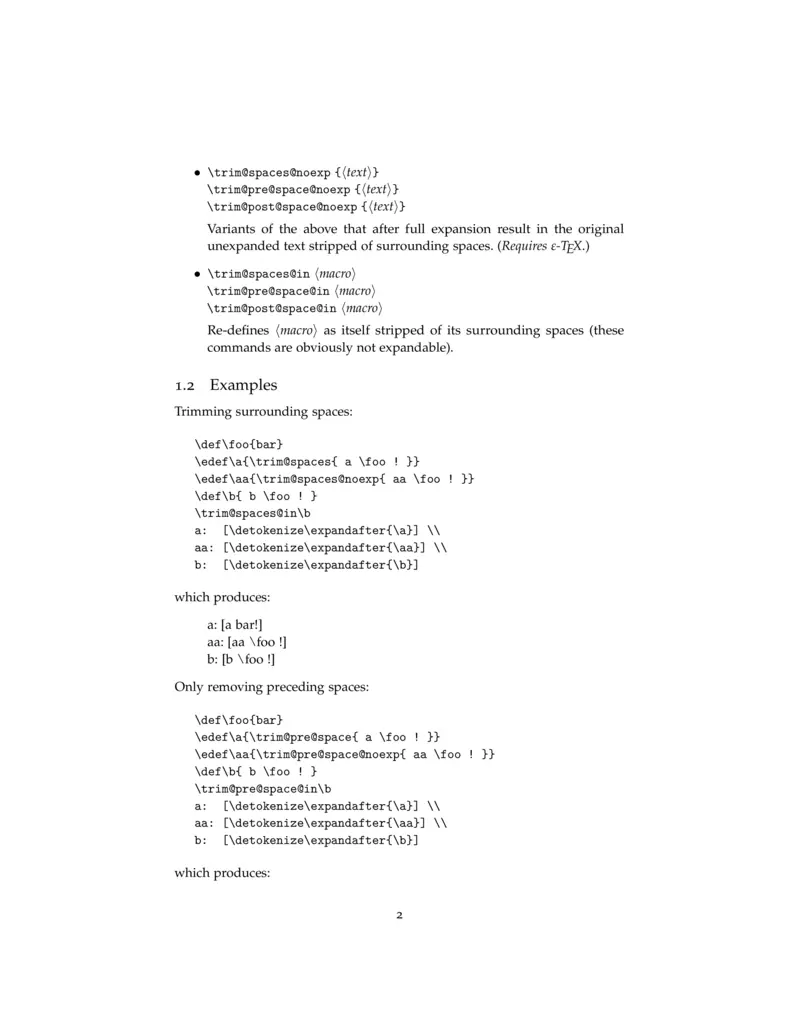 • \trim@spaces@noexp {⟨text⟩}
\trim@pre@space@noexp {⟨text⟩}
\trim@post@space@noexp {⟨text⟩}
Variants of the above that after full expansion result in the original
unexpanded text stripped of surrounding spaces. (Requires ε-TEX.)
• \trim@spaces@in ⟨macro⟩
\trim@pre@space@in ⟨macro⟩
\trim@post@space@in ⟨macro⟩
Re-defines ⟨macro⟩ as itself stripped of its surrounding spaces (these
commands are obviously not expandable).
1.2 Examples
Trimming surrounding spaces:
\def\foo{bar}
\edef\a{\trim@spaces{ a \foo ! }}
\edef\aa{\trim@spaces@noexp{ aa \foo ! }}
\def\b{ b \foo ! }
\trim@spaces@in\b
a:  [\detokenize\expandafter{\a}] \\
aa: [\detokenize\expandafter{\aa}] \\
b:  [\detokenize\expandafter{\b}]
which produces:
a: [a bar!]
aa: [aa \foo !]
b: [b \foo !]
Only removing preceding spaces:
\def\foo{bar}
\edef\a{\trim@pre@space{ a \foo ! }}
\edef\aa{\trim@pre@space@noexp{ aa \foo ! }}
\def\b{ b \foo ! }
\trim@pre@space@in\b
a:  [\detokenize\expandafter{\a}] \\
aa: [\detokenize\expandafter{\aa}] \\
b:  [\detokenize\expandafter{\b}]
which produces:
2